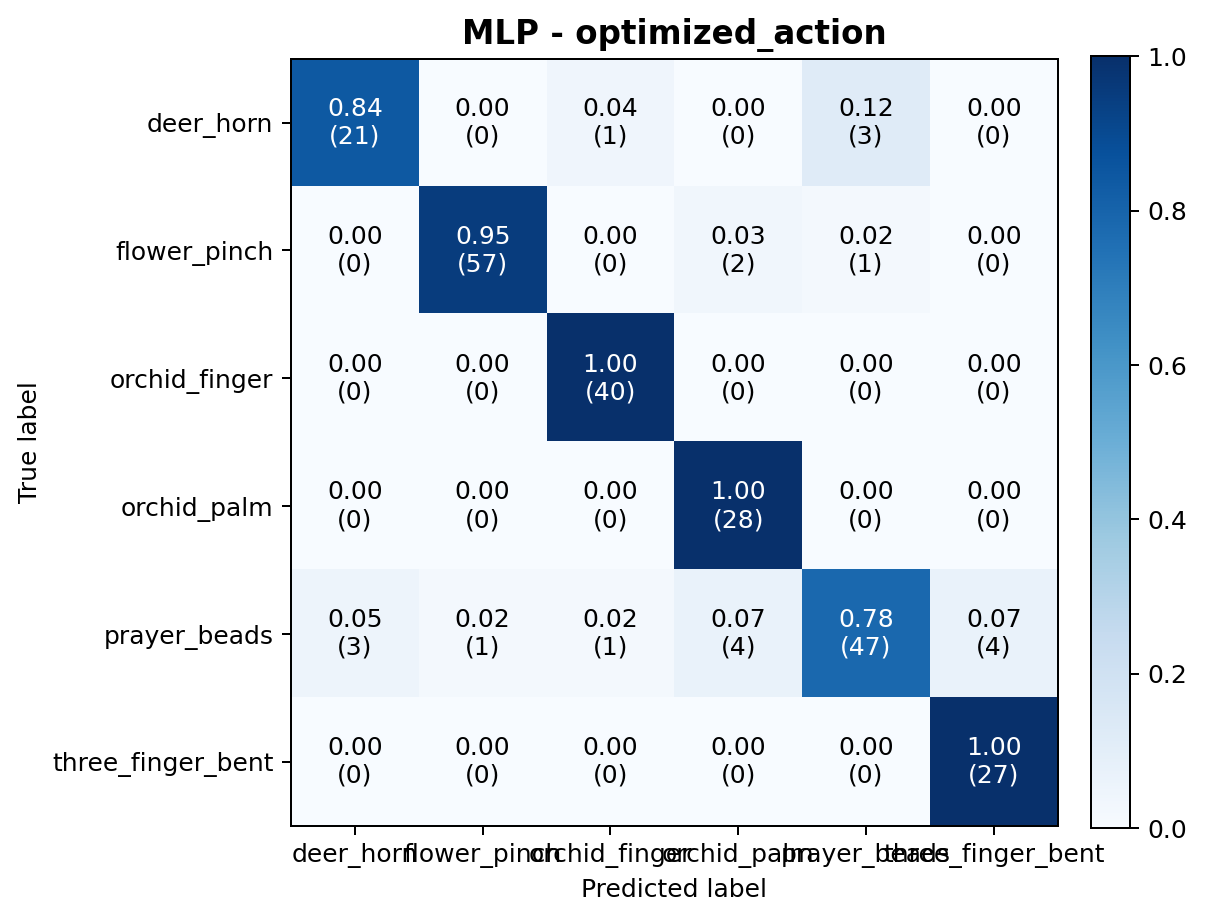 MLP - optimized_action
1.0
deer_horn 0.84 0.00 0.04 0.00 0.12 0.00
(21) (0) (1) (0) (3) (0)
0.8
flower_pinch 0.00 0.95 0.00 0.03 0.02 0.00
(0) (57) (0) (2) (1) (0)
0.6
orchid_finger 0.00 0.00 1.00 0.00 0.00 0.00
(0) (0) (40) (0) (0) (0)
True label
0.4
orchid_palm 0.00 0.00 0.00 1.00 0.00 0.00
(0) (0) (0) (28) (0) (0)
prayer_beads 0.05 0.02 0.02 0.07 0.78 0.07
(3) (1) (1) (4) (47) (4)
0.2
three_finger_bent 0.00 0.00 0.00 0.00 0.00 1.00
(0) (0) (0) (0) (0) (27)
0.0
deer_horn flower_pinch orchid_finger orchid_palm prayer_beads three_finger_bent
Predicted label